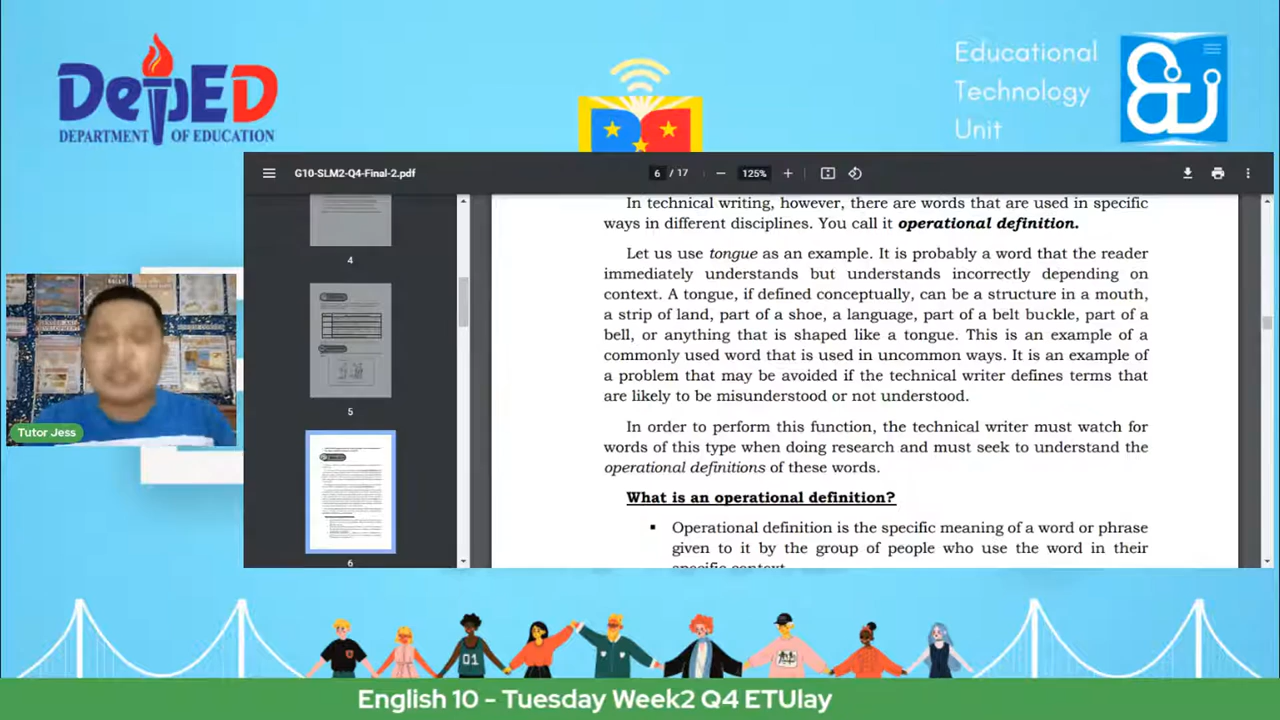 DepED
DEPARTMENT OF EDUCATION
Educational
Technology
Unit
G10-SLM2-Q4-Final-2.pdf
6 / 17
125%
4
5
6
In technical writing, however, there are words that are used in specific
ways in different disciplines. You call it operational definition.
Let us use tongue as an example. It is probably a word that the reader
immediately understands but understands incorrectly depending on
context. A tongue, if defined conceptually, can be a structure in a mouth,
a strip of land, part of a shoe, a language, part of a belt buckle, part of a
bell, or anything that is shaped like a tongue. This is an example of a
commonly used word that is used in uncommon ways. It is an example of
a problem that may be avoided if the technical writer defines terms that
are likely to be misunderstood or not understood.
In order to perform this function, the technical writer must watch for
words of this type when doing research and must seek to understand the
operational definitions of these words.
What is an operational definition?
▪ Operational definition is the specific meaning of a word or phrase
given to it by the group of people who use the word in their
specific context
Tutor Jess
01
English 10 - Tuesday Week2 Q4 ETUlay